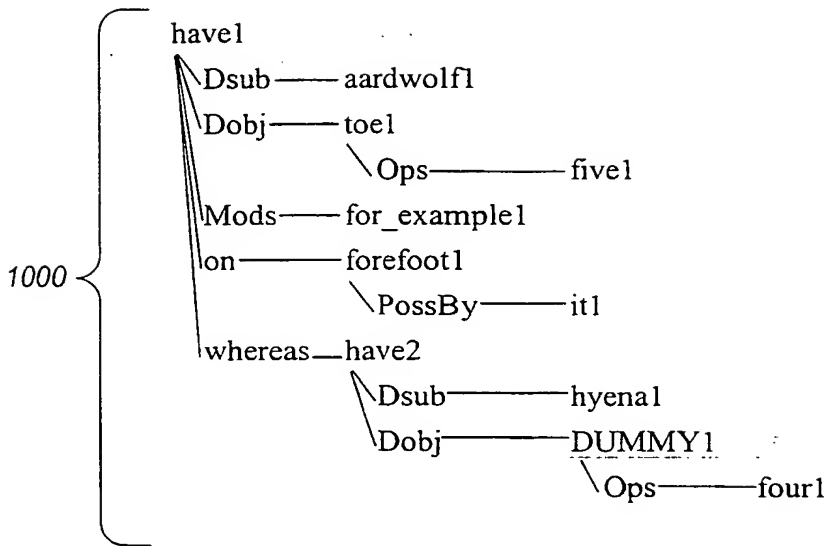 have1
Dsub aardwolf1
Dobj toe1
Ops five1
Mods for_example1
on forefoot1
1000
PossBy it1
whereas have2
Dsub hyena1
Dobj DUMMY1
Ops four1